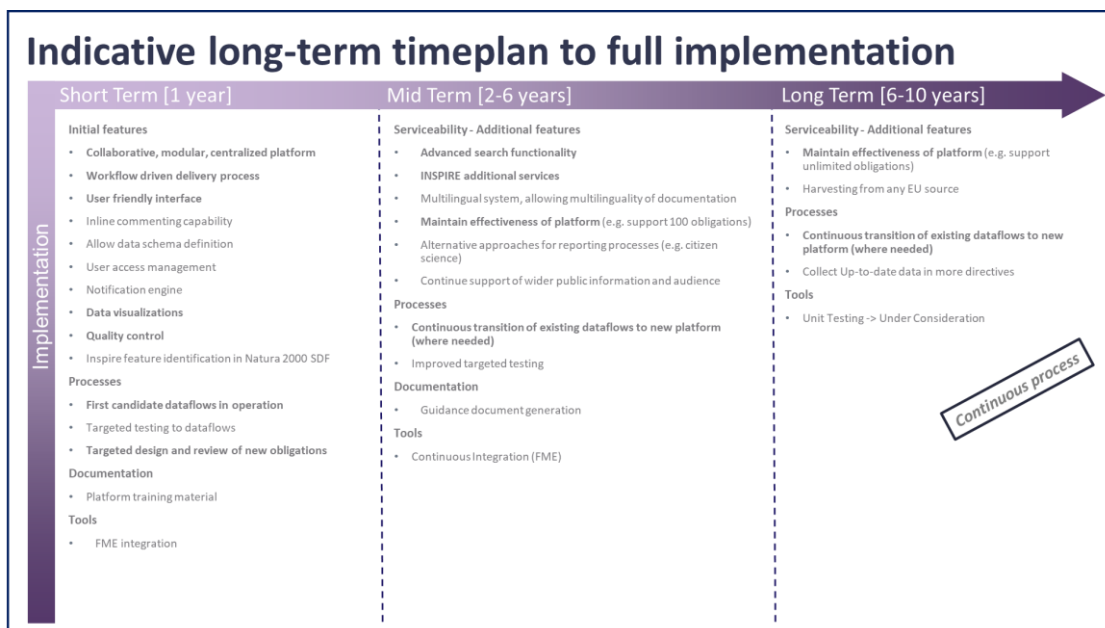 Indicative long-term timeplan to full implementation
Implementation
Short Term [1 year]
Initial features
• Collaborative, modular, centralized platform
• Workflow driven delivery process
• User friendly interface
• Inline commenting capability
• Allow data schema definition
• User access management
• Notification engine
• Data visualizations
• Quality control
• Inspire feature identification in Natura 2000 SDF
Processes
• First candidate dataflows in operation
• Targeted testing to dataflows
• Targeted design and review of new obligations
Documentation
• Platform training material
Tools
• FME integration
Mid Term [2-6 years]
Serviceability - Additional features
• Advanced search functionality
• INSPIRE additional services
• Multilingual system, allowing multilinguality of documentation
• Maintain effectiveness of platform (e.g. support 100 obligations)
• Alternative approaches for reporting processes (e.g. citizen
science)
• Continue support of wider public information and audience
Processes
• Continuous transition of existing dataflows to new platform
(where needed)
• Improved targeted testing
Documentation
• Guidance document generation
Tools
• Continuous Integration (FME)
Long Term [6-10 years]
Serviceability - Additional features
• Maintain effectiveness of platform (e.g. support
unlimited obligations)
• Harvesting from any EU source
Processes
• Continuous transition of existing dataflows to new
platform (where needed)
• Collect Up-to-date data in more directives
Tools
• Unit Testing -> Under Consideration
Continuous process